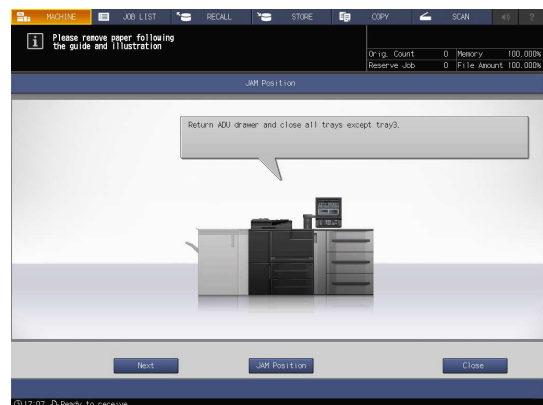 MACHINE JOB LIST RECALL STORE COPY SCAN ?
i Please remove paper following
the guide and illustration
Orig. Count 0 Memory 100.000%
Reserve Job 0 File Amount 100.000%
JAM Position
Return ADU drawer and close all trays except tray3.
Next JAM Position Close
17:07 Ready to receive